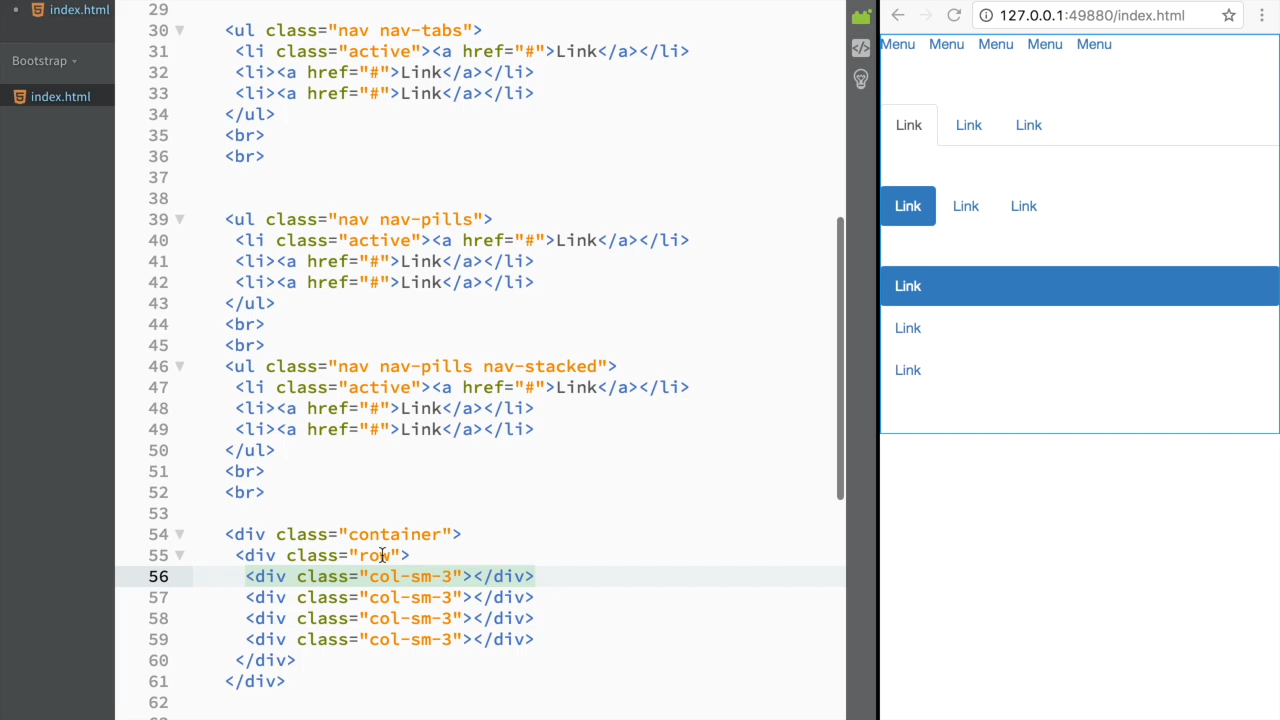 index.html
Bootstrap
index.html
29
30 <ul class="nav nav-tabs">
31 <li class="active"><a href="#">Link</a></li>
32 <li><a href="#">Link</a></li>
33 <li><a href="#">Link</a></li>
34 </ul>
35 <br>
36 <br>
37
38
39 <ul class="nav nav-pills">
40 <li class="active"><a href="#">Link</a></li>
41 <li><a href="#">Link</a></li>
42 <li><a href="#">Link</a></li>
43 </ul>
44 <br>
45 <br>
46 <ul class="nav nav-pills nav-stacked">
47 <li class="active"><a href="#">Link</a></li>
48 <li><a href="#">Link</a></li>
49 <li><a href="#">Link</a></li>
50 </ul>
51 <br>
52 <br>
53
54 <div class="container">
55 <div class="row">
56 <div class="col-sm-3"></div>
57 <div class="col-sm-3"></div>
58 <div class="col-sm-3"></div>
59 <div class="col-sm-3"></div>
60 </div>
61 </div>
62
127.0.0.1:49880/index.html
Menu Menu Menu Menu Menu
Link Link Link
Link Link Link
Link
Link
Link